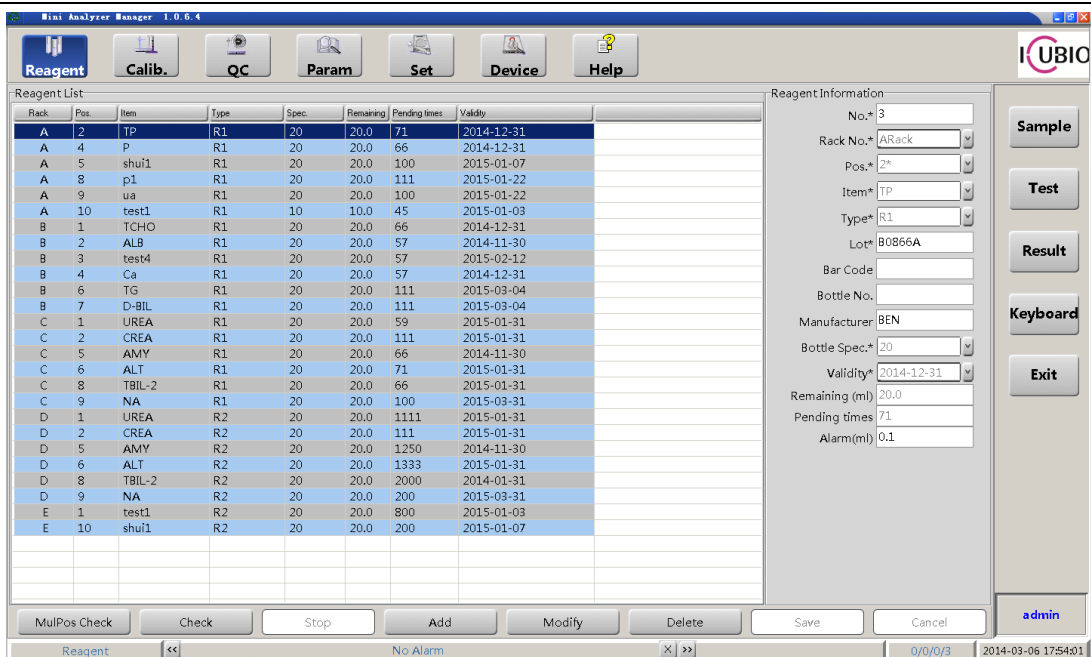 Mini Analyzer Manager 1.0.6.4
Reagent Calib. QC Param Set Device Help
ICUBIO
Reagent List
Rack Pos. Item Type Spec. Remaining Pending times Validity
A 2 TP R1 20 20.0 71 2014-12-31
A 4 P R1 20 20.0 66 2014-12-31
A 5 shui1 R1 20 20.0 100 2015-01-07
A 8 p1 R1 20 20.0 111 2015-01-22
A 9 ua R1 20 20.0 100 2015-01-22
A 10 test1 R1 10 10.0 45 2015-01-03
B 1 TCHO R1 20 20.0 66 2014-12-31
B 2 ALB R1 20 20.0 57 2014-11-30
B 3 test4 R1 20 20.0 57 2015-02-12
B 4 Ca R1 20 20.0 57 2014-12-31
B 6 TG R1 20 20.0 111 2015-03-04
B 7 D-BIL R1 20 20.0 111 2015-03-04
C 1 UREA R1 20 20.0 59 2015-01-31
C 2 CREA R1 20 20.0 111 2015-01-31
C 5 AMY R1 20 20.0 66 2014-11-30
C 6 ALT R1 20 20.0 71 2015-01-31
C 8 TBIL-2 R1 20 20.0 66 2015-01-31
C 9 NA R1 20 20.0 100 2015-03-31
D 1 UREA R2 20 20.0 1111 2015-01-31
D 2 CREA R2 20 20.0 111 2015-01-31
D 5 AMY R2 20 20.0 1250 2014-11-30
D 6 ALT R2 20 20.0 1333 2015-01-31
D 8 TBIL-2 R2 20 20.0 2000 2014-01-31
D 9 NA R2 20 20.0 200 2015-03-31
E 1 test1 R2 20 20.0 800 2015-01-03
E 10 shui1 R2 20 20.0 200 2015-01-07
Reagent Information
No.* 3
Rack No.* ARack
Pos.* 2*
Item* TP
Type* R1
Lot* B0866A
Bar Code
Bottle No.
Manufacturer BEN
Bottle Spec.* 20
Validity* 2014-12-31
Remaining (ml) 20.0
Pending times 71
Alarm(ml) 0.1
Sample
Test
Result
Keyboard
Exit
MulPos Check Check Stop Add Modify Delete Save Cancel
admin
Reagent << No Alarm X >> 0/0/0/3 2014-03-06 17:54:01